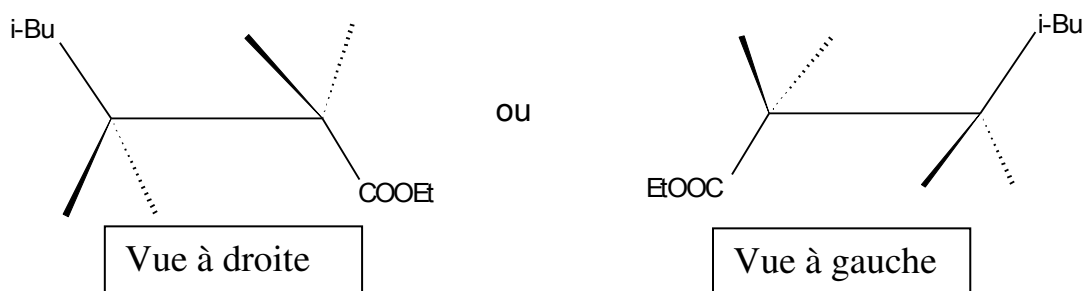 i-Bu
COOEt
Vue à droite
ou
i-Bu
EtOOC
Vue à gauche